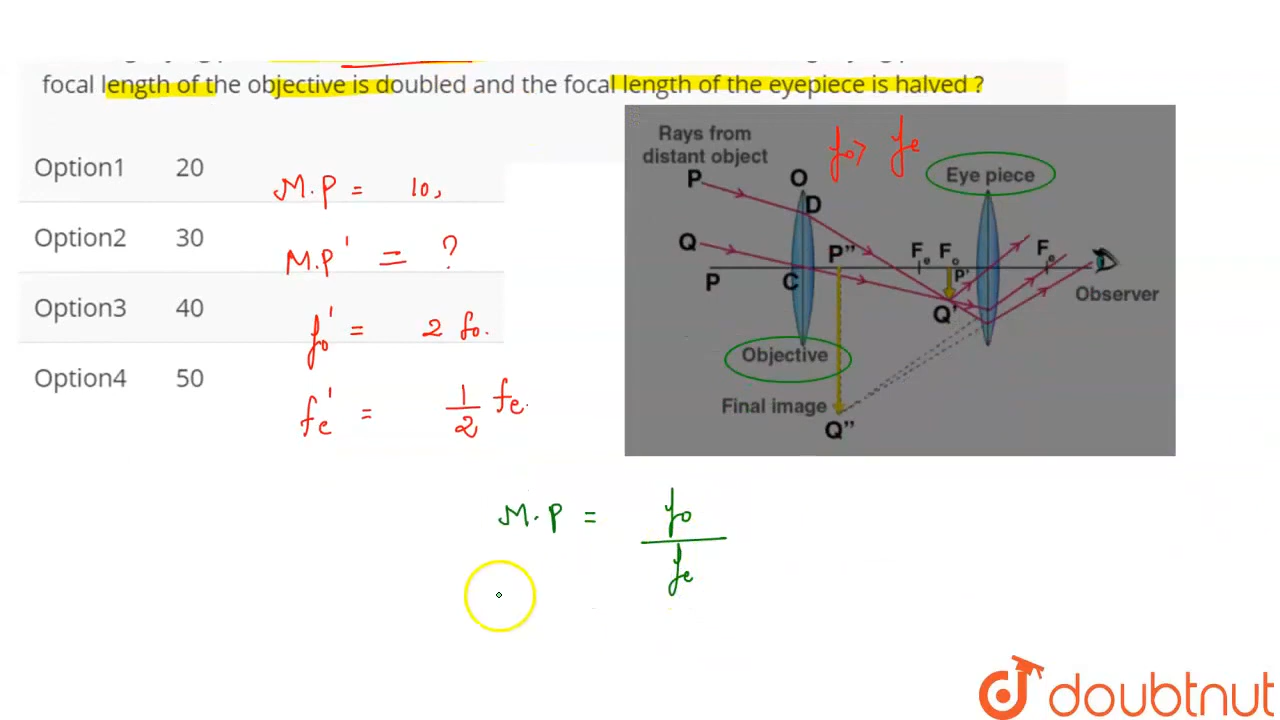 focal length of the objective is doubled and the focal length of the eyepiece is halved ?
Option1 20
Option2 30
Option3 40
Option4 50
M.P = 10,
M.P' = ?
fo' = 2 fo.
fe' = 1/2 fe.
Rays from
distant object
fo > fe
Eye piece
P
O
D
Q
P"
Fe
Fo
P'
Fe
P
C
Q'
Observer
Objective
Final image
Q"
M.P = fo
fe
doubtnut